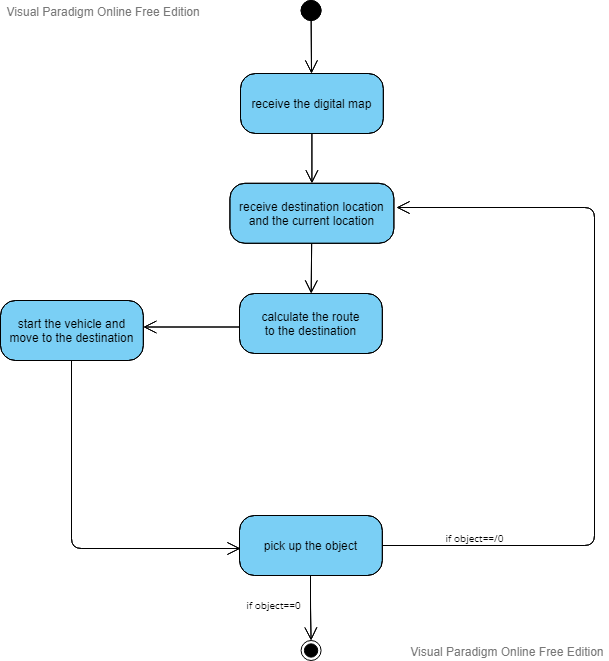 Visual Paradigm Online Free Edition
receive the digital map
receive destination location
and the current location
calculate the route
to the destination
start the vehicle and
move to the destination
pick up the object
if object==/0
if object==0
Visual Paradigm Online Free Edition